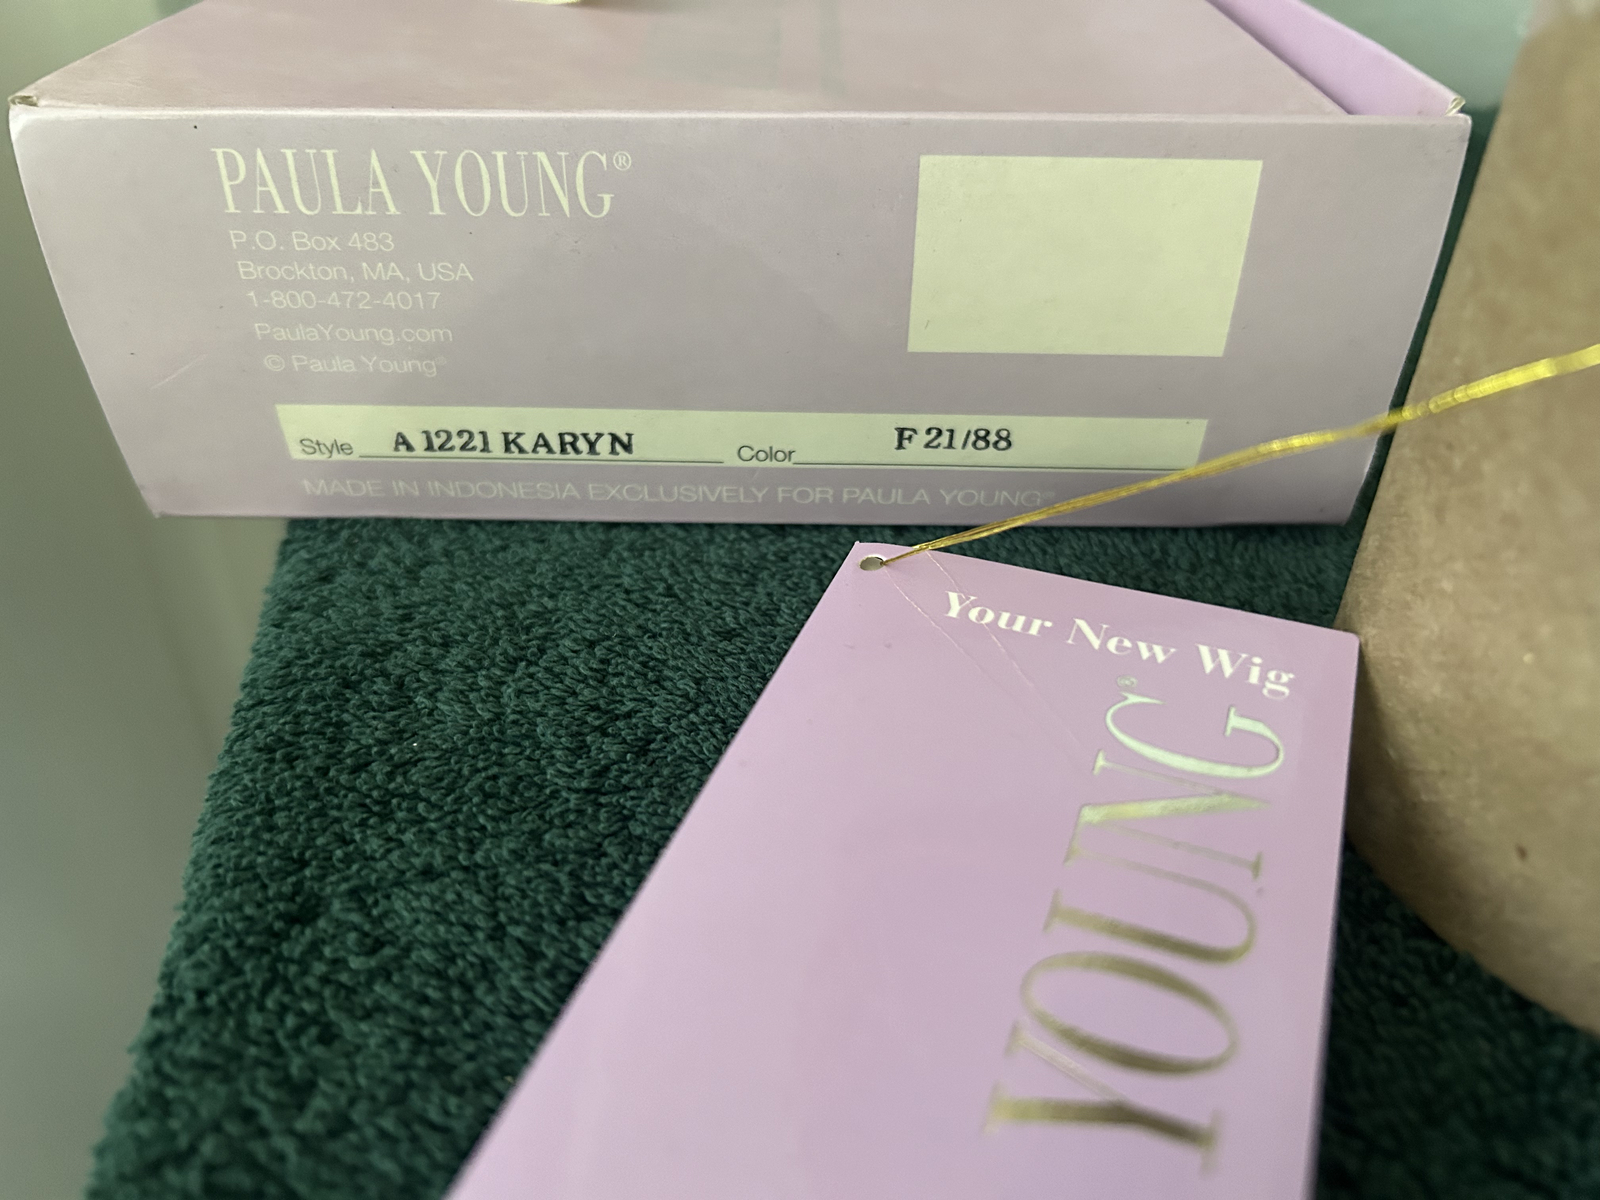 PAULA YOUNG®
P.O. Box 483
Brockton, MA, USA
1-800-472-4017
PaulaYoung.com
© Paula Young®
Style A 1221 KARYN Color F 21/88
MADE IN INDONESIA EXCLUSIVELY FOR PAULA YOUNG®
Your New Wig
YOUNG®